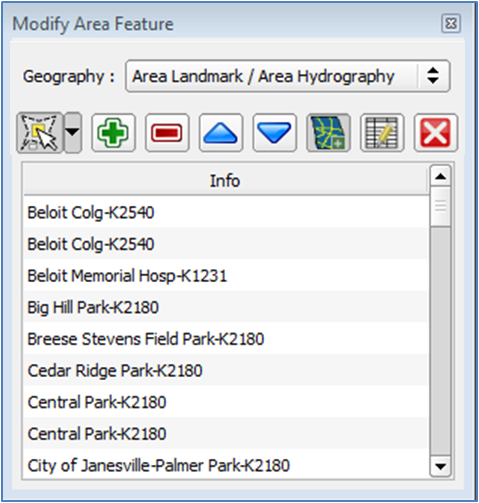 Modify Area Feature
Geography : Area Landmark / Area Hydrography
Info
Beloit Colg-K2540
Beloit Colg-K2540
Beloit Memorial Hosp-K1231
Big Hill Park-K2180
Breese Stevens Field Park-K2180
Cedar Ridge Park-K2180
Central Park-K2180
Central Park-K2180
City of Janesville-Palmer Park-K2180